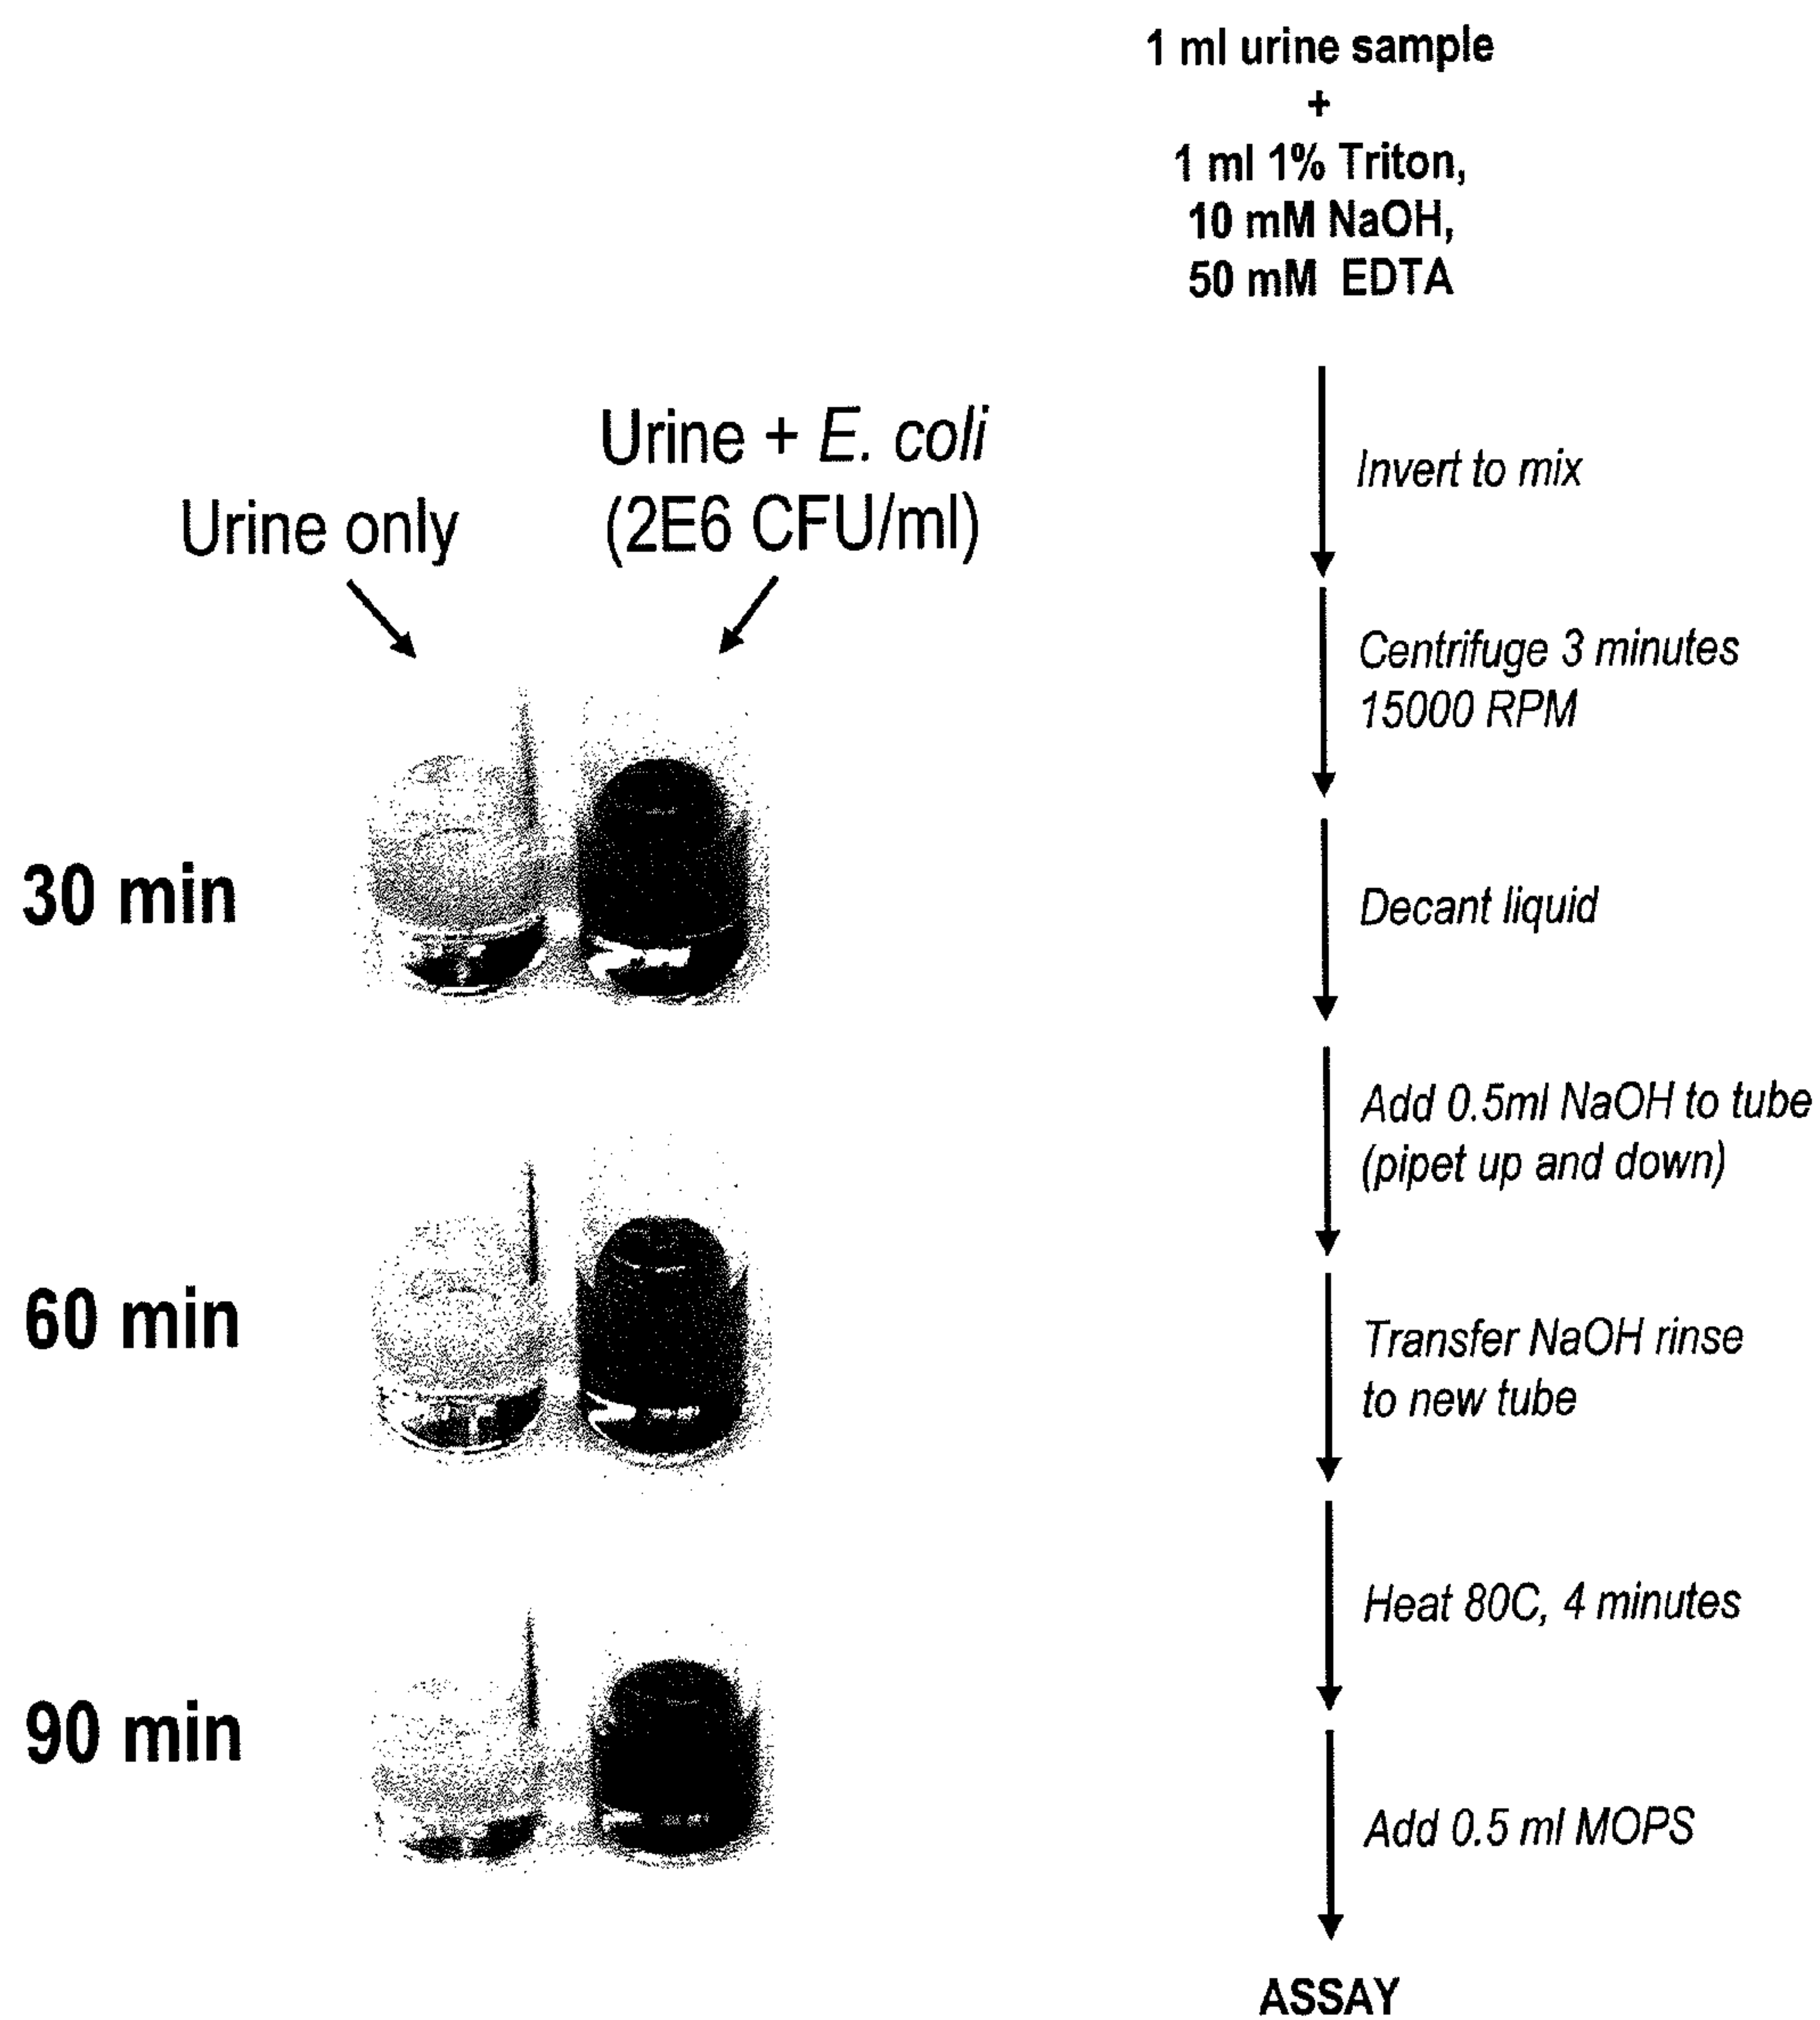 1 ml urine sample
+
1 ml 1% Triton,
10 mM NaOH,
50 mM EDTA
Invert to mix
Centrifuge 3 minutes
15000 RPM
Decant liquid
Add 0.5ml NaOH to tube
(pipet up and down)
Transfer NaOH rinse
to new tube
Heat 80C, 4 minutes
Add 0.5 ml MOPS
ASSAY
Urine only
Urine + E. coli
(2E6 CFU/ml)
30 min
60 min
90 min